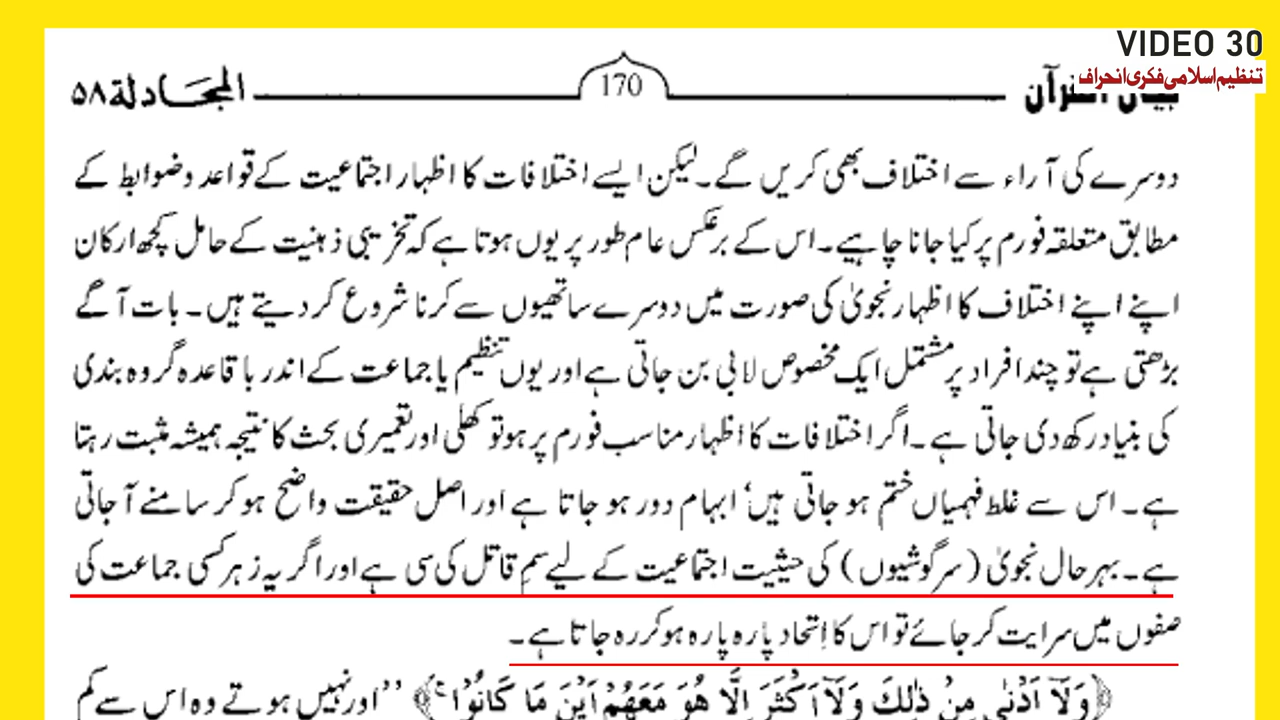 VIDEO 30
تنظیم اسلامی فکری انحراف
المجادلة ۵۸
170
دوسرے کی آراء سے اختلاف بھی کریں گے۔ لیکن ایسے اختلافات کا اظہار اجتماعیت کے قواعد وضوابط کے
مطابق متعلقہ فورم پر کیا جانا چاہیے۔ اس کے برعکس عام طور پر یوں ہوتا ہے کہ تخریبی ذہنیت کے حامل کچھ ارکان
اپنے اپنے اختلاف کا اظہار نجویٰ کی صورت میں دوسرے ساتھیوں سے کرنا شروع کر دیتے ہیں۔ بات آگے
بڑھتی ہے تو چند افراد پر مشتمل ایک مخصوص لابی بن جاتی ہے اور یوں تنظیم یا جماعت کے اندر باقاعدہ گروہ بندی
کی بنیاد رکھ دی جاتی ہے۔ اگر اختلافات کا اظہار مناسب فورم پر ہو تو کھلی اور تعمیری بحث کا نتیجہ ہمیشہ مثبت رہتا
ہے۔ اس سے غلط فہمیاں ختم ہو جاتی ہیں‘ ابہام دور ہو جاتا ہے اور اصل حقیقت واضح ہو کر سامنے آ جاتی
ہے۔ بہرحال نجویٰ (سرگوشیوں) کی حیثیت اجتماعیت کے لیے سم قاتل کی سی ہے اور اگر یہ زہر کسی جماعت کی
صفوں میں سرایت کر جائے تو اس کا اِتحاد پارہ پارہ ہو کر رہ جاتا ہے۔
﴿وَلَآ اَدْنٰی مِنْ ذٰلِكَ وَلَآ اَكْثَرَ اِلَّا هُوَ مَعَهُمْ اَیْنَ مَا كَانُوْا ۚ﴾ ’’اور نہیں ہوتے وہ اس سے کم